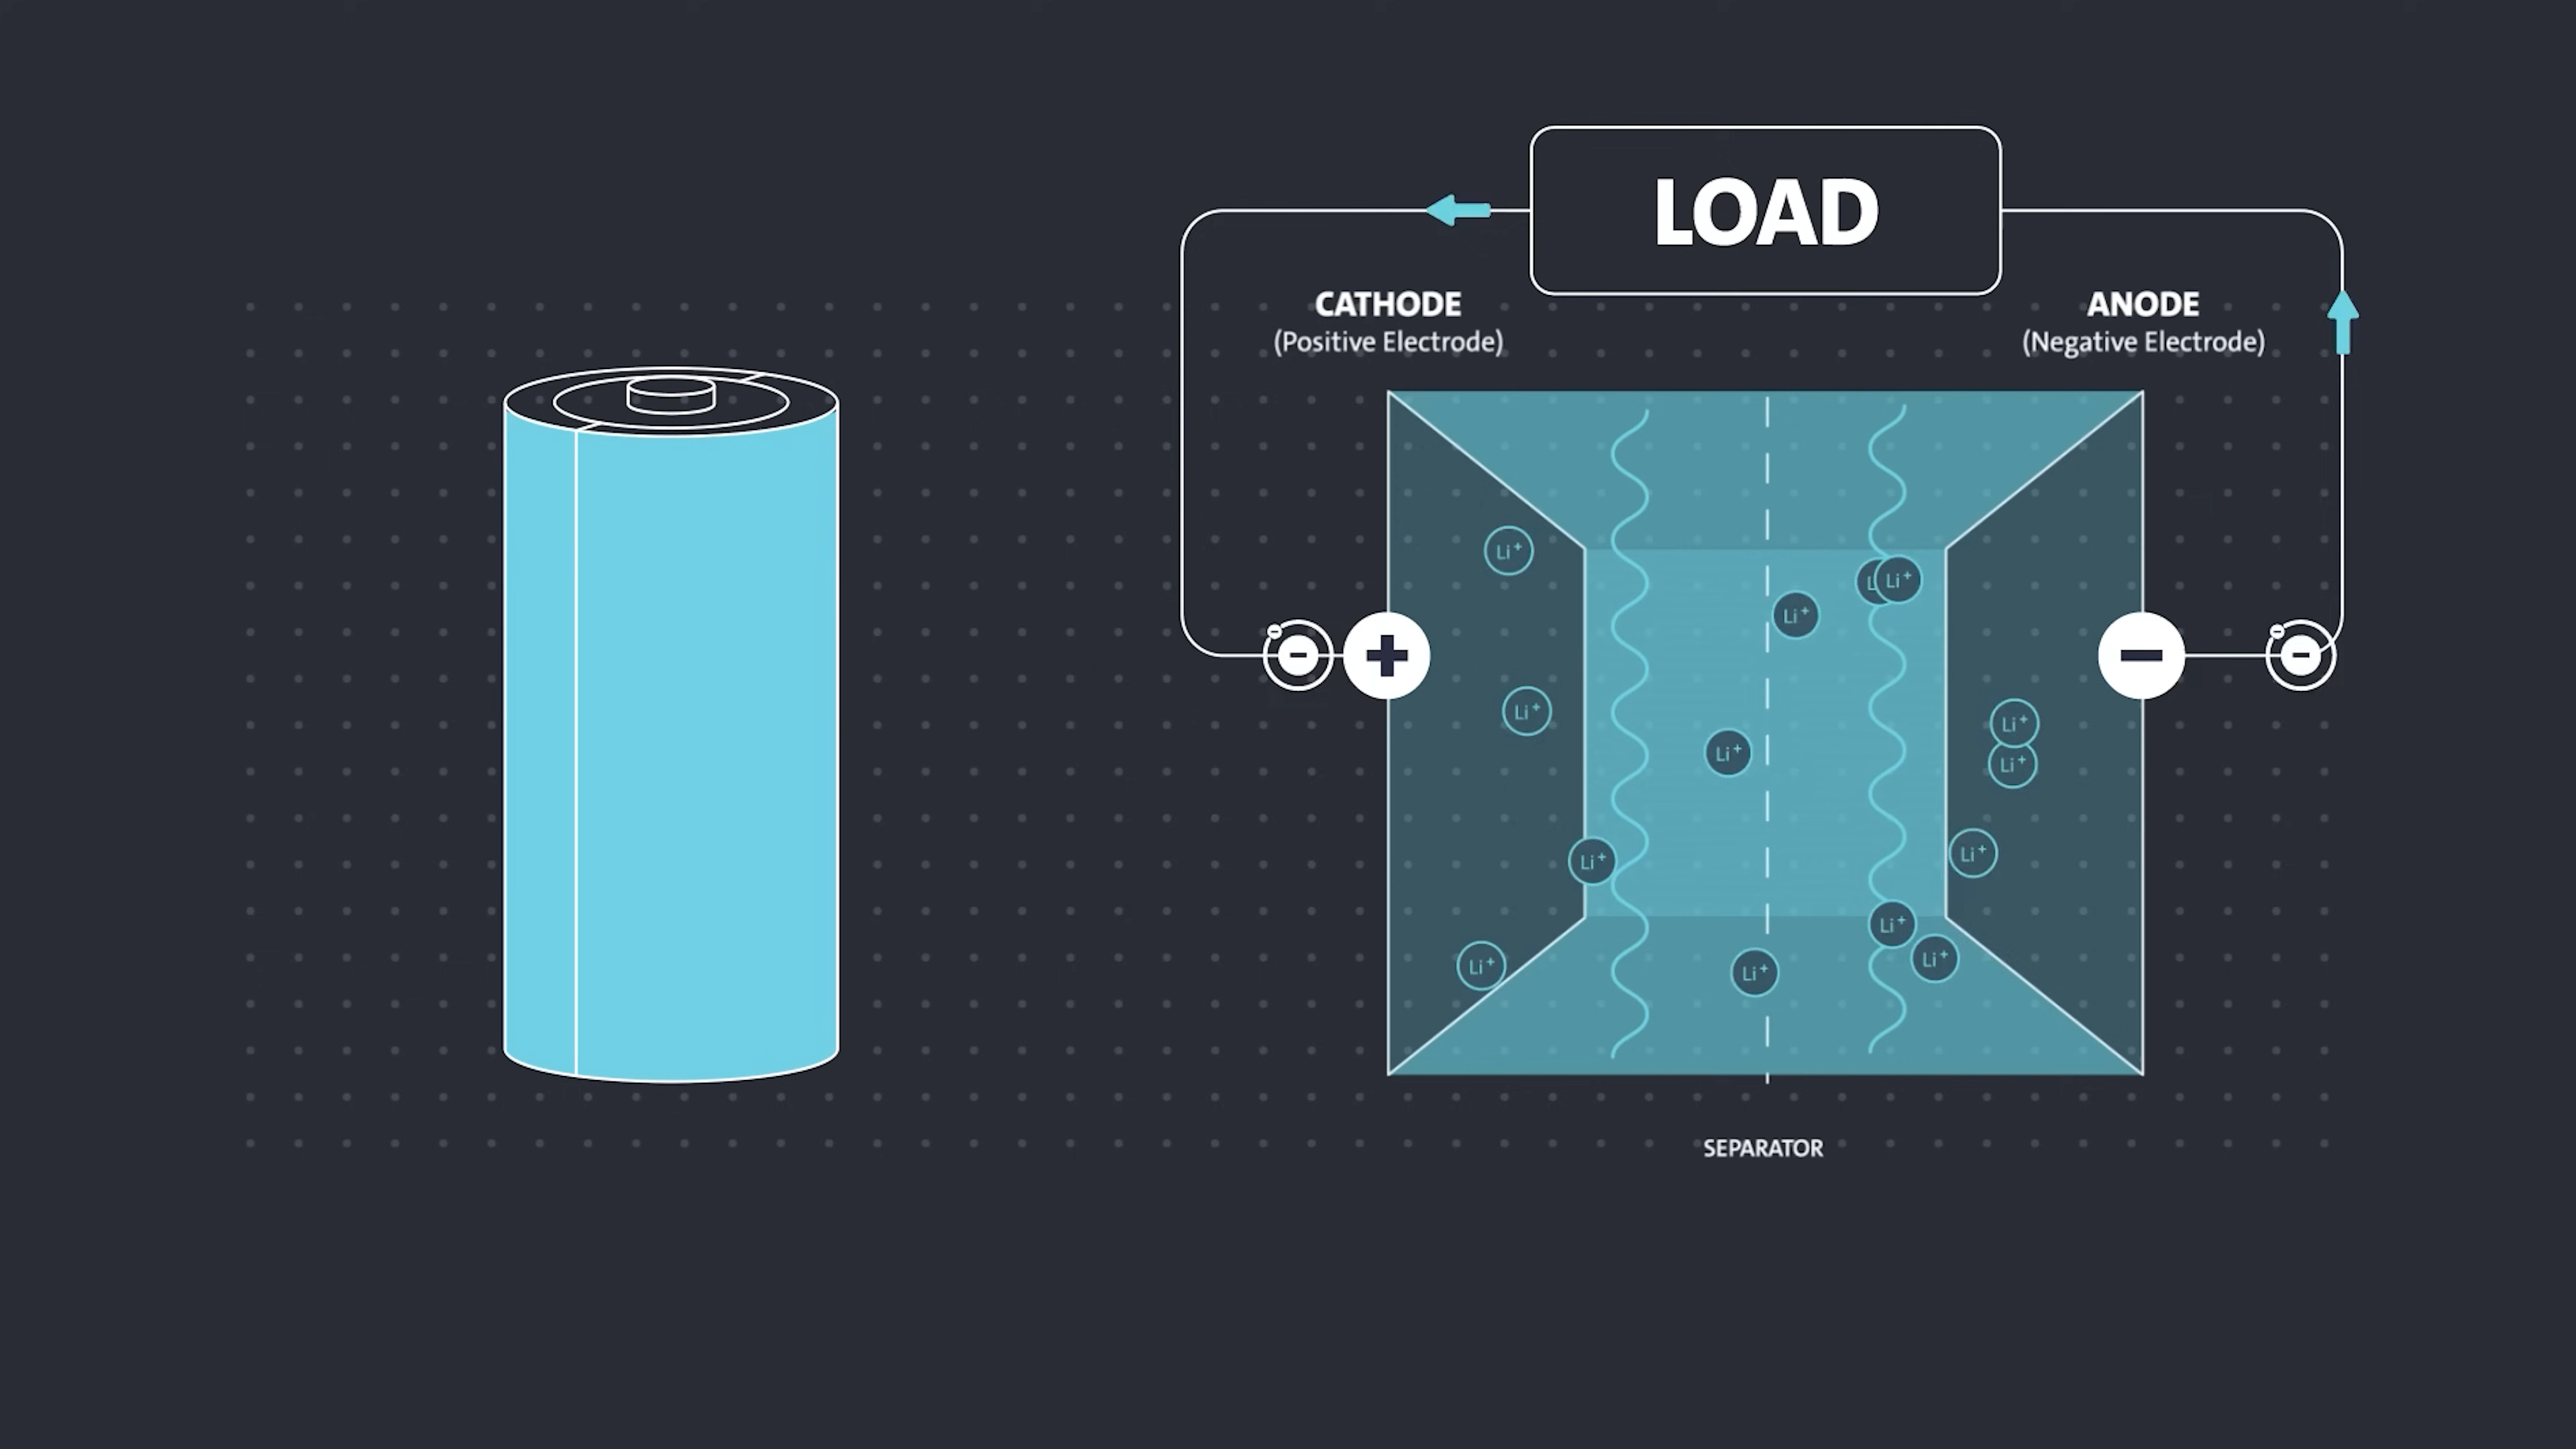 LOAD
CATHODE
(Positive Electrode)
ANODE
(Negative Electrode)
Li+
Li+
Li+
Li+
Li+
Li+
Li+
Li+
Li+
Li+
Li+
Li+
Li+
SEPARATOR